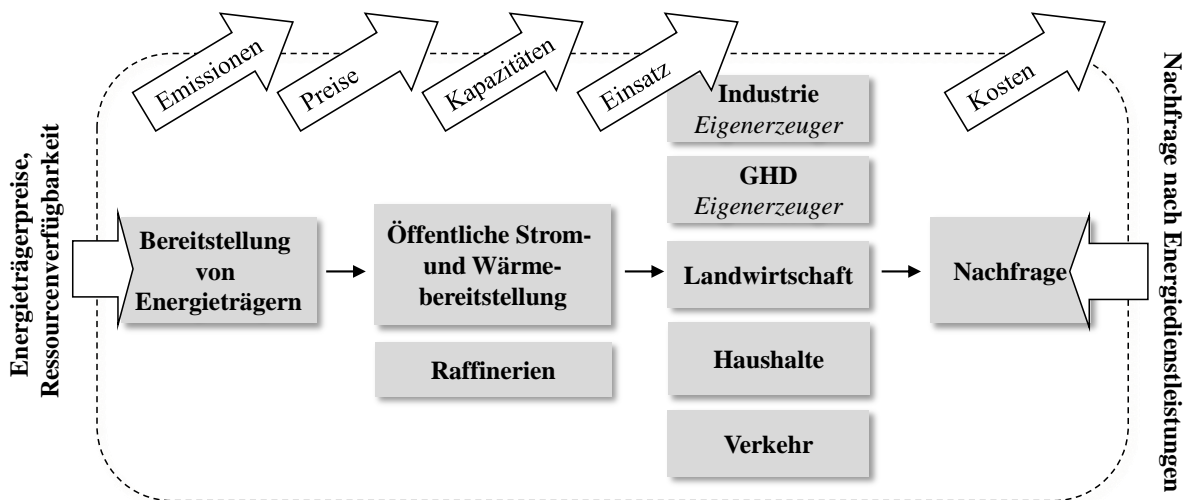 Emissionen
Preise
Kapazitäten
Einsatz
Kosten
Energieträgerpreise,
Ressourcenverfügbarkeit
Bereitstellung
von
Energieträgern
Öffentliche Strom-
und Wärme-
bereitstellung
Raffinerien
Industrie
Eigenerzeuger
GHD
Eigenerzeuger
Landwirtschaft
Haushalte
Verkehr
Nachfrage
Nachfrage nach Energiedienstleistungen